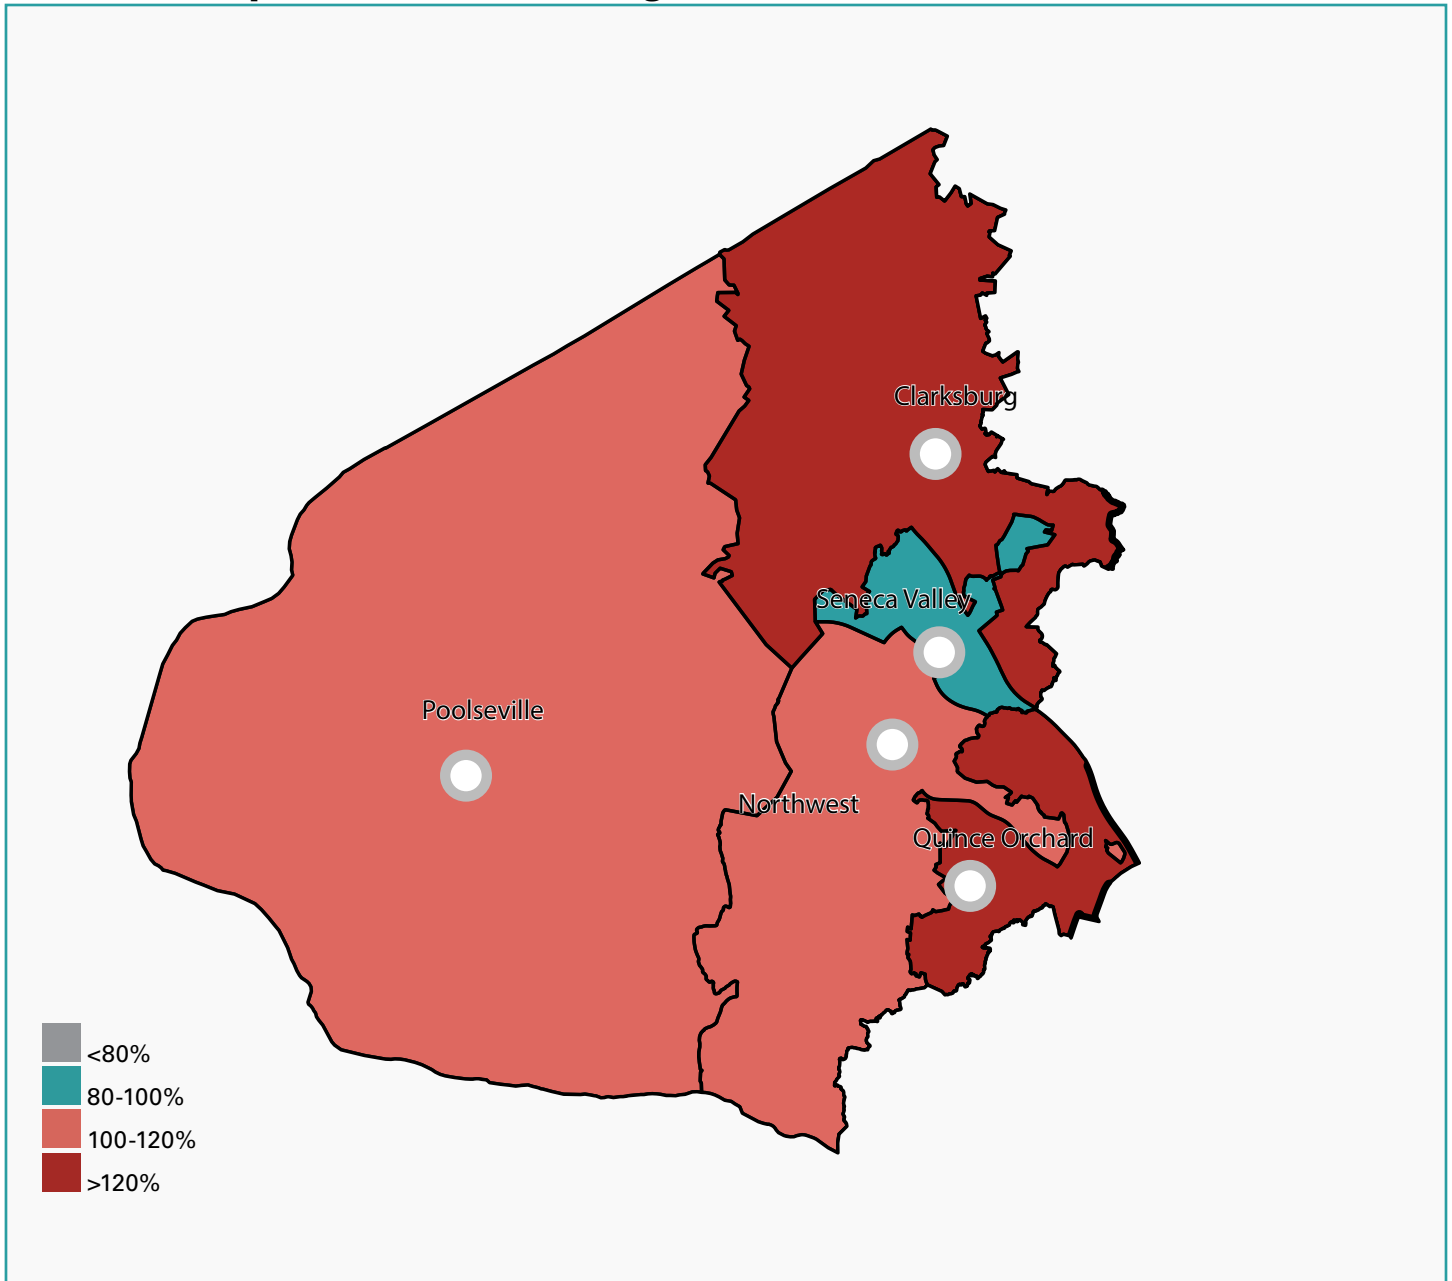 Clarksburg
Seneca Valley
Poolseville
Northwest
Quince Orchard
<80%
80-100%
100-120%
>120%